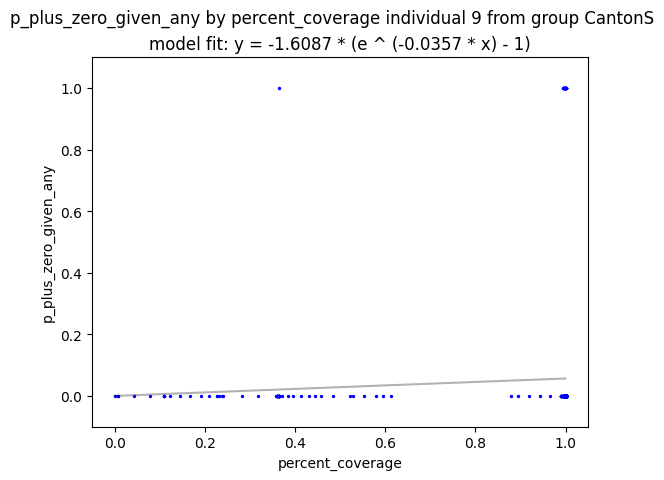 p_plus_zero_given_any by percent_coverage individual 9 from group CantonS
model fit: y = -1.6087 * (e ^ (-0.0357 * x) - 1)
1.0
0.8
0.6
0.4
0.2
0.0
p_plus_zero_given_any
0.0 0.2 0.4 0.6 0.8 1.0
percent_coverage